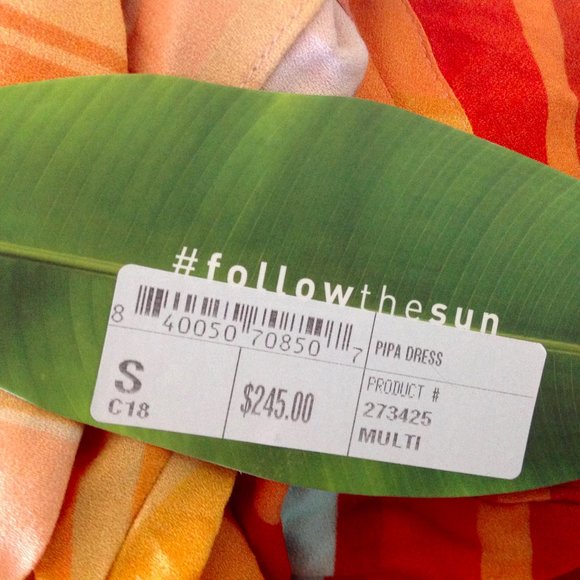 #followthesun
8 40050 70850 7
S
C18
$245.00
PIPA DRESS
PRODUCT #
273425
MULTI